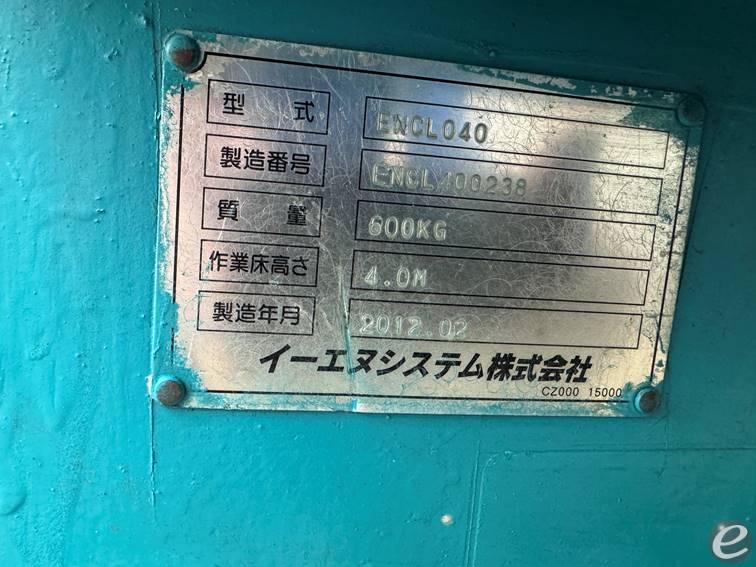 型 式 ENCL040
製造番号 ENCL400238
質 量 600KG
作業床高さ 4.0M
製造年月 2012.02
イーエヌシステム株式会社
CZ000 15000
e